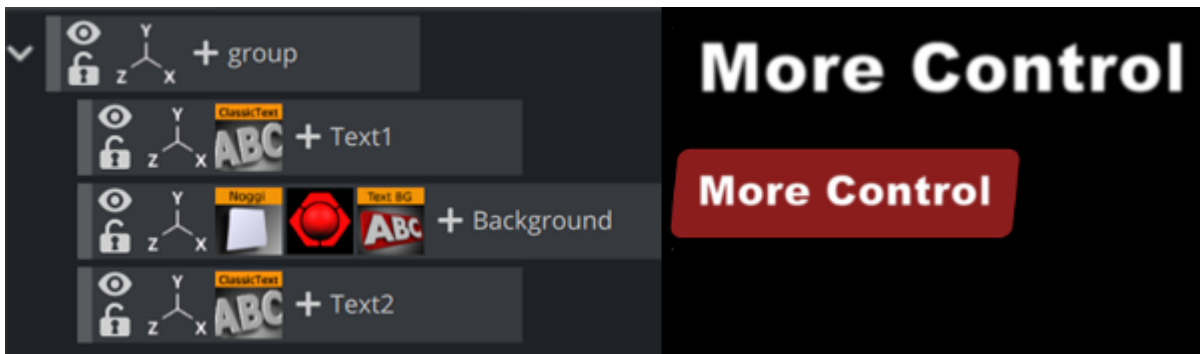 Y
Z X
group
ClassicText
Y
ABC
Z X
Text1
Noggi
Text BG
Y
ABC
Z X
Background
ClassicText
Y
ABC
Z X
Text2
More Control
More Control